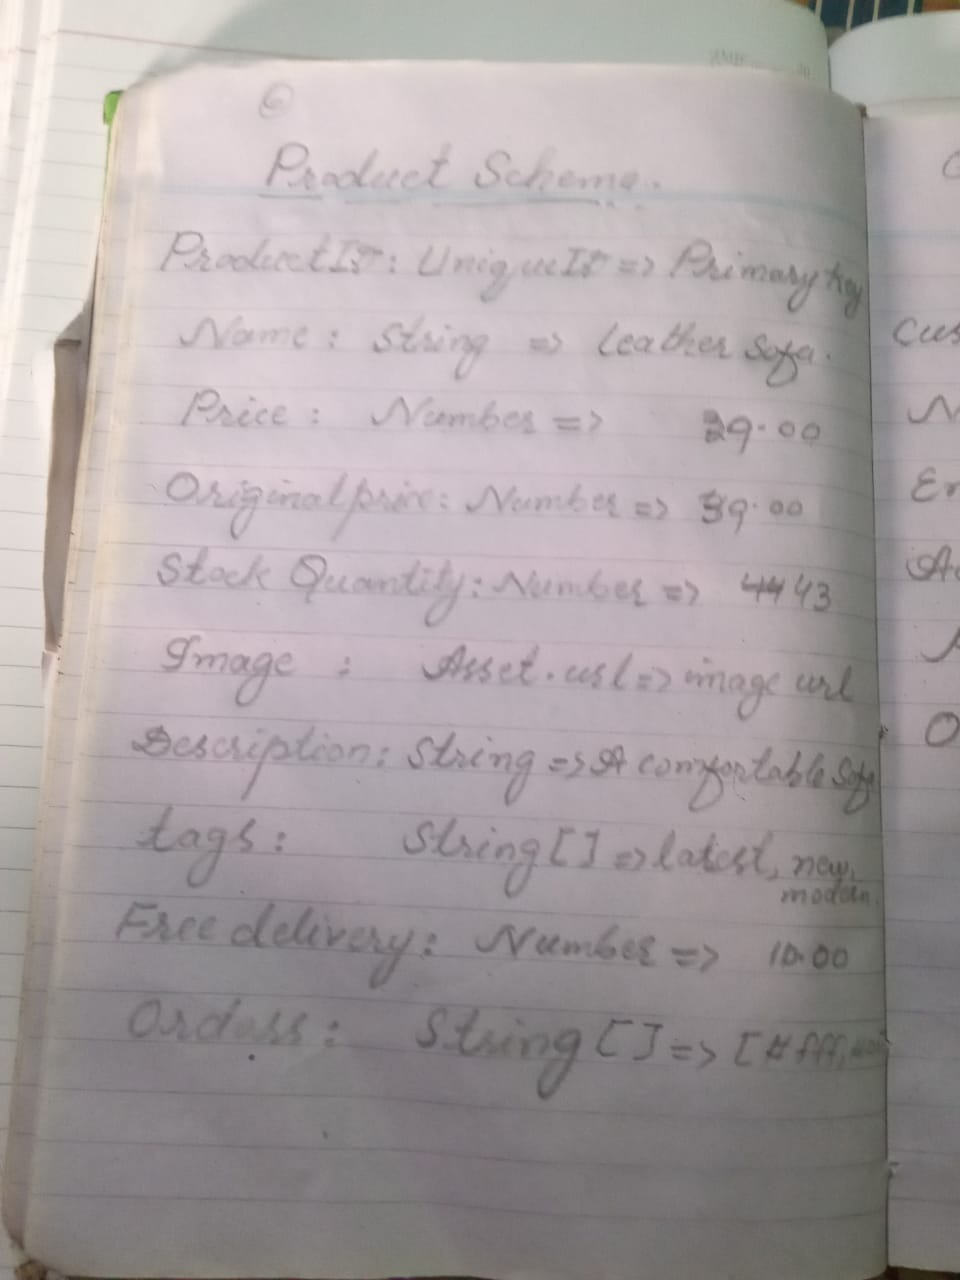 6
Product Schema.
ProductID: UniqueID => Primary key
Name: String => Leather Sofa.
Price: Number => 29.00
Originalprice: Number => 39.00
Stock Quantity: Number => 4443
Image: Asset.url => image url
Description: String => A comfortable Sofa
tags: String[] => latest, new,
modern.
Free delivery: Number => 10.00
Orders: String[] => [#fff,
C
Cus
N
Em
Ad
O